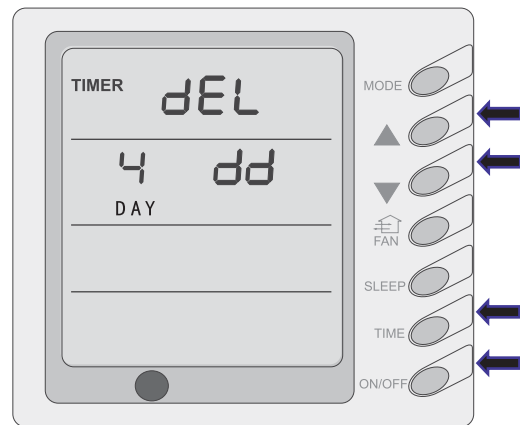 TIMER dEL
4 dd
DAY
MODE
FAN
SLEEP
TIME
ON/OFF